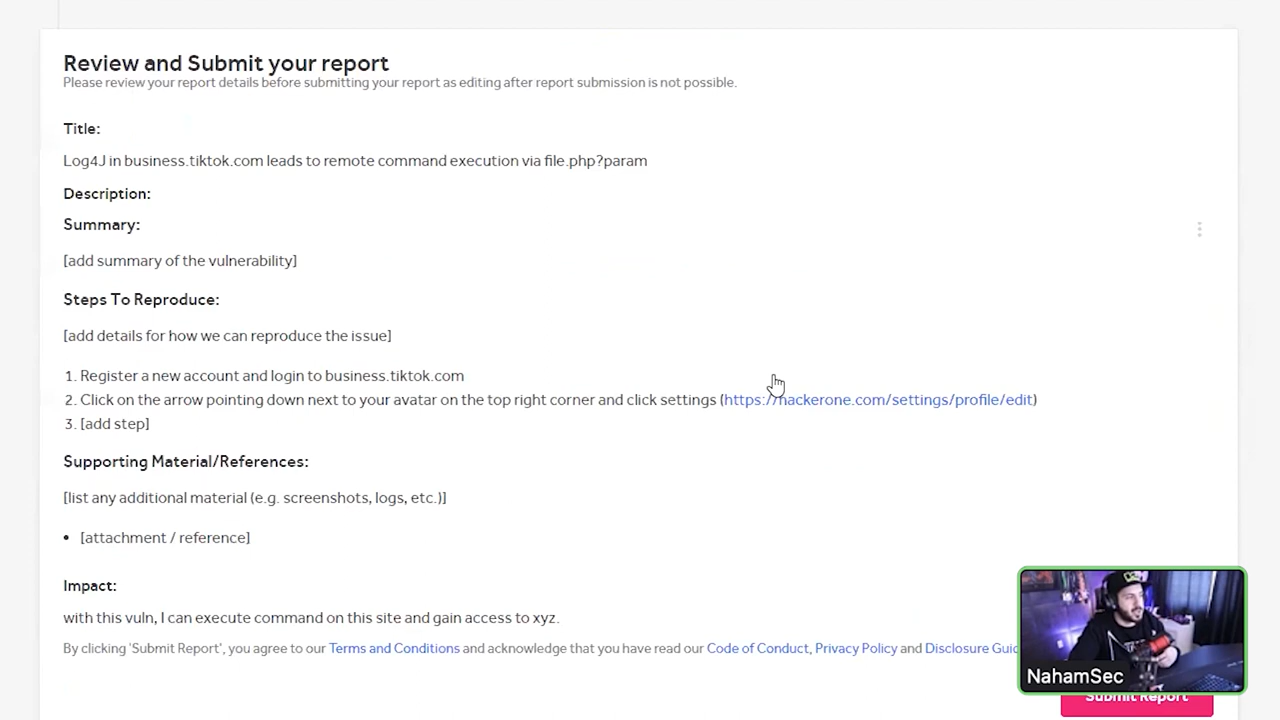 Review and Submit your report
Please review your report details before submitting your report as editing after report submission is not possible.
Title:
Log4J in business.tiktok.com leads to remote command execution via file.php?param
Description:
Summary:
[add summary of the vulnerability]
Steps To Reproduce:
[add details for how we can reproduce the issue]
1. Register a new account and login to business.tiktok.com
2. Click on the arrow pointing down next to your avatar on the top right corner and click settings (https://hackerone.com/settings/profile/edit)
3. [add step]
Supporting Material/References:
[list any additional material (e.g. screenshots, logs, etc.)]
• [attachment / reference]
Impact:
with this vuln, I can execute command on this site and gain access to xyz.
By clicking 'Submit Report', you agree to our Terms and Conditions and acknowledge that you have read our Code of Conduct, Privacy Policy and Disclosure
NahamSec
Submit Report